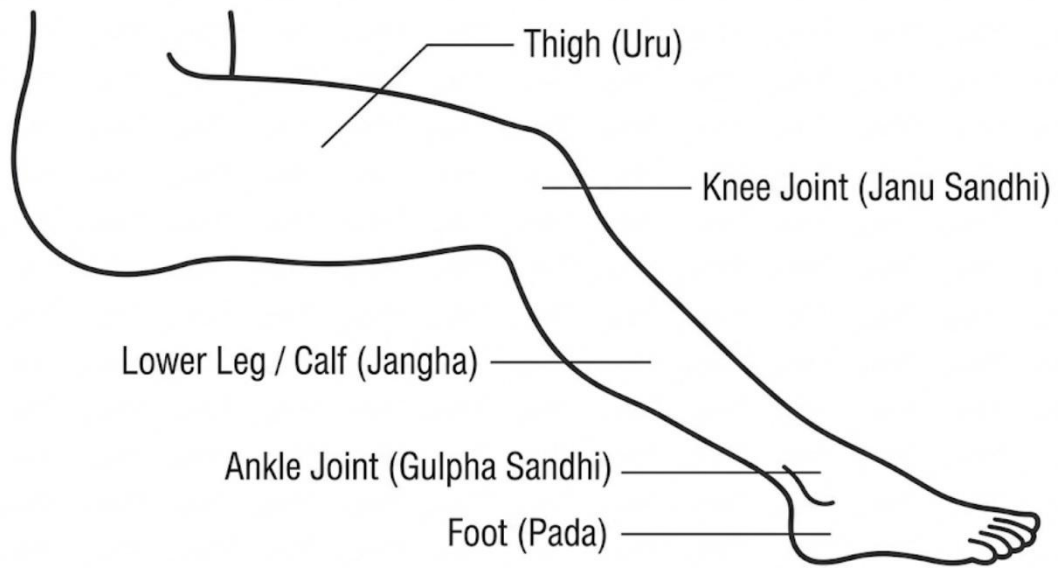 Thigh (Uru)
Knee Joint (Janu Sandhi)
Lower Leg / Calf (Jangha)
Ankle Joint (Gulpha Sandhi)
Foot (Pada)